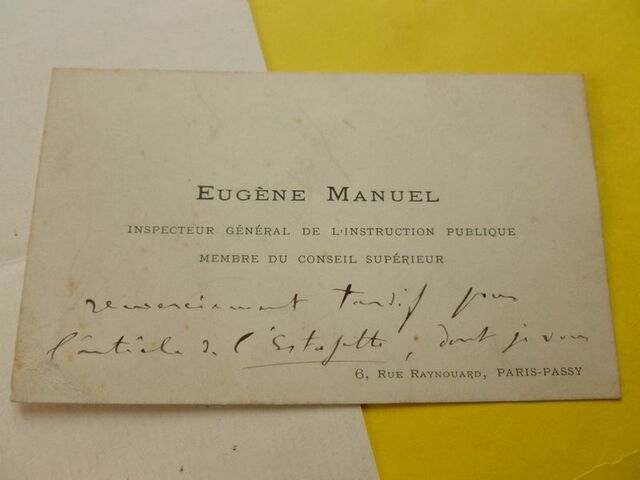 EUGÈNE MANUEL
INSPECTEUR GÉNÉRAL DE L'INSTRUCTION PUBLIQUE
MEMBRE DU CONSEIL SUPÉRIEUR
remerciement tardif pour
l'article de l'Estafette, dont je vous
6, RUE RAYNOUARD, PARIS-PASSY